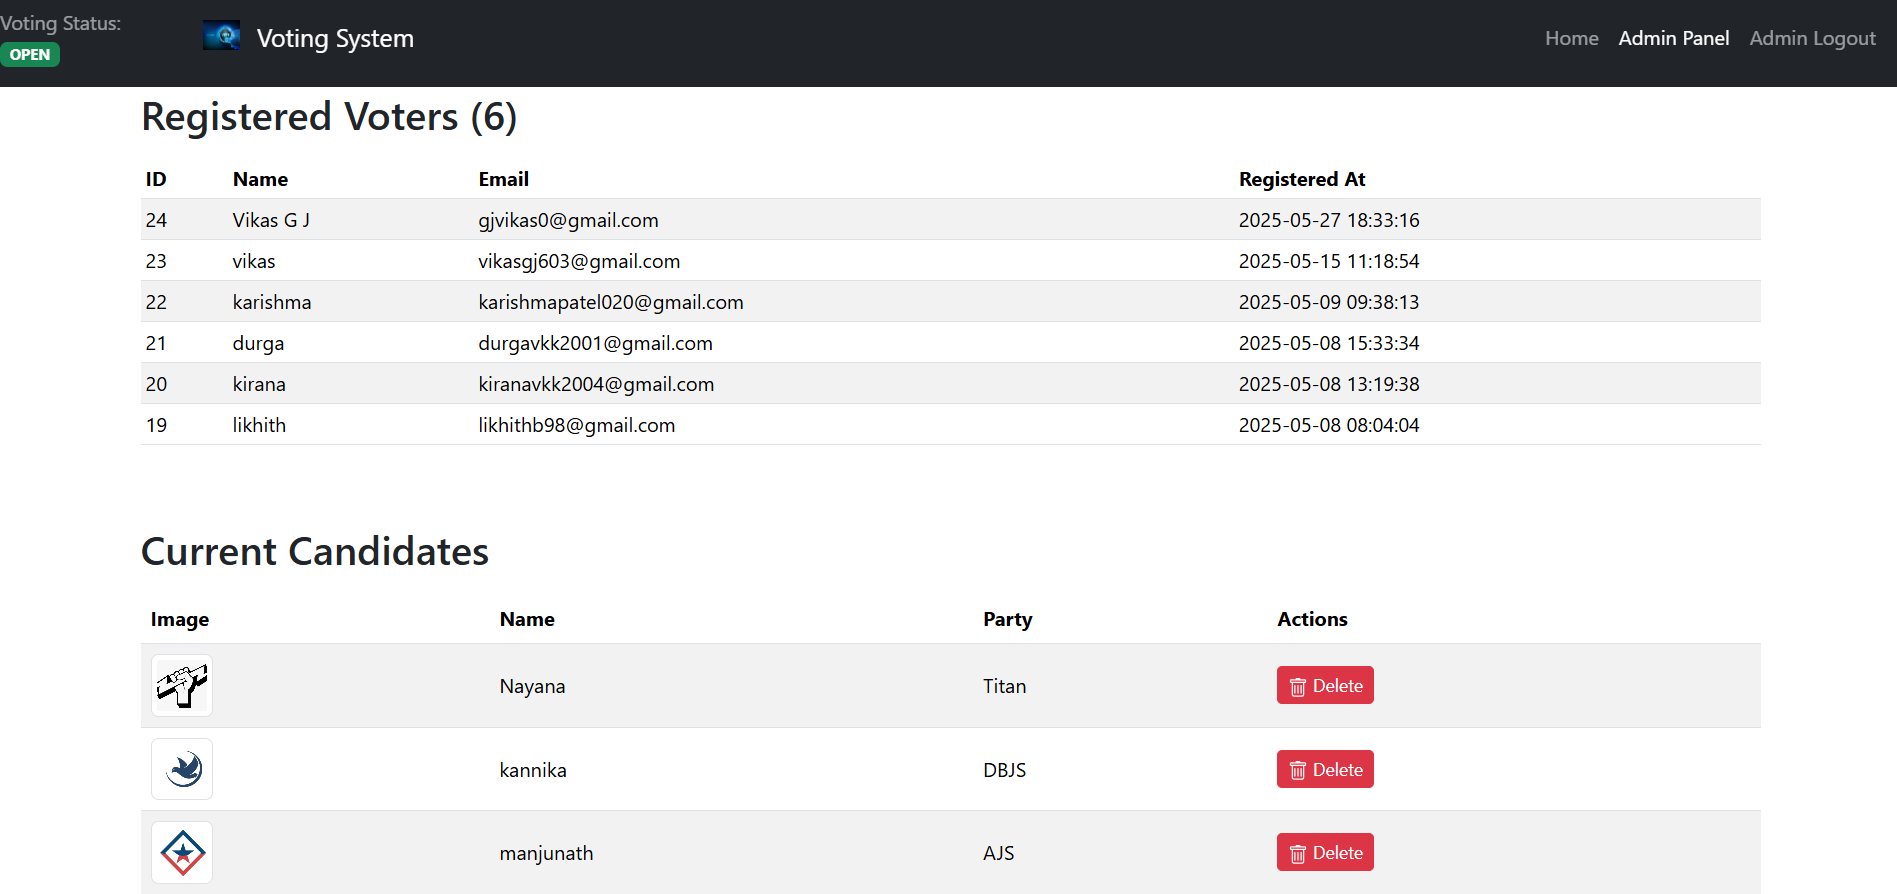 Voting Status:
OPEN
Voting System
Home Admin Panel Admin Logout
Registered Voters (6)
ID Name Email Registered At
24 Vikas G J gjvikas0@gmail.com 2025-05-27 18:33:16
23 vikas vikasgj603@gmail.com 2025-05-15 11:18:54
22 karishma karishmapatel020@gmail.com 2025-05-09 09:38:13
21 durga durgavkk2001@gmail.com 2025-05-08 15:33:34
20 kirana kiranavkk2004@gmail.com 2025-05-08 13:19:38
19 likhith likhithb98@gmail.com 2025-05-08 08:04:04
Current Candidates
Image Name Party Actions
Nayana Titan Delete
kannika DBJS Delete
manjunath AJS Delete